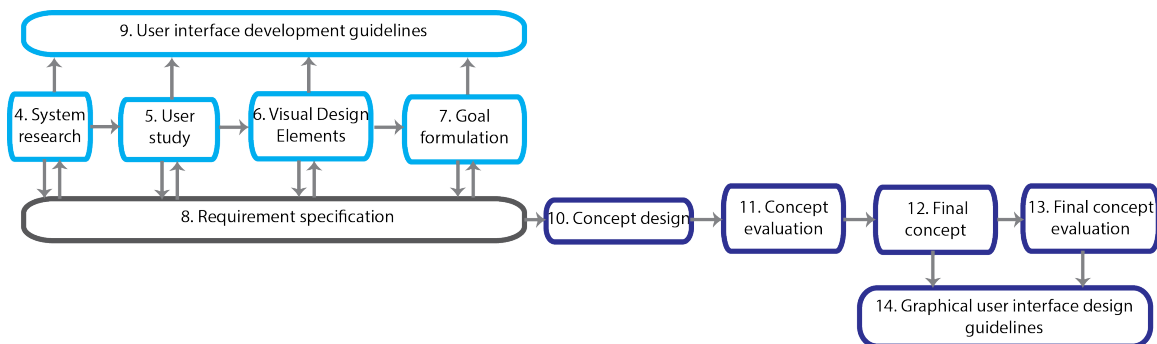 9. User interface development guidelines
4. System
research
5. User
study
6. Visual Design
Elements
7. Goal
formulation
8. Requirement specification
10. Concept design
11. Concept
evaluation
12. Final
concept
13. Final concept
evaluation
14. Graphical user interface design
guidelines